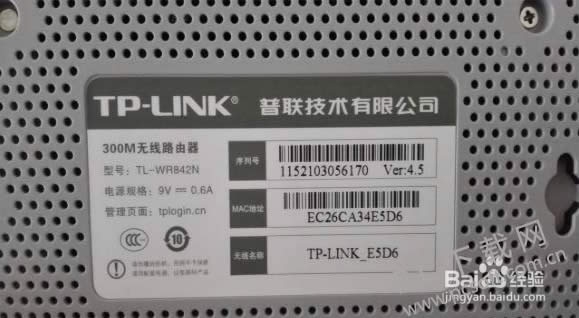 TP-LINK® 普联技术有限公司
300M无线路由器
型号: TL-WR842N
电源规格: 9V⎓0.6A
管理页面: tplogin.cn
序列号
1152103056170 Ver:4.5
MAC地址
EC26CA34E5D6
无线名称
TP-LINK_E5D6
CCC
10
下载网
Baidu经验
jingyan.baidu.com